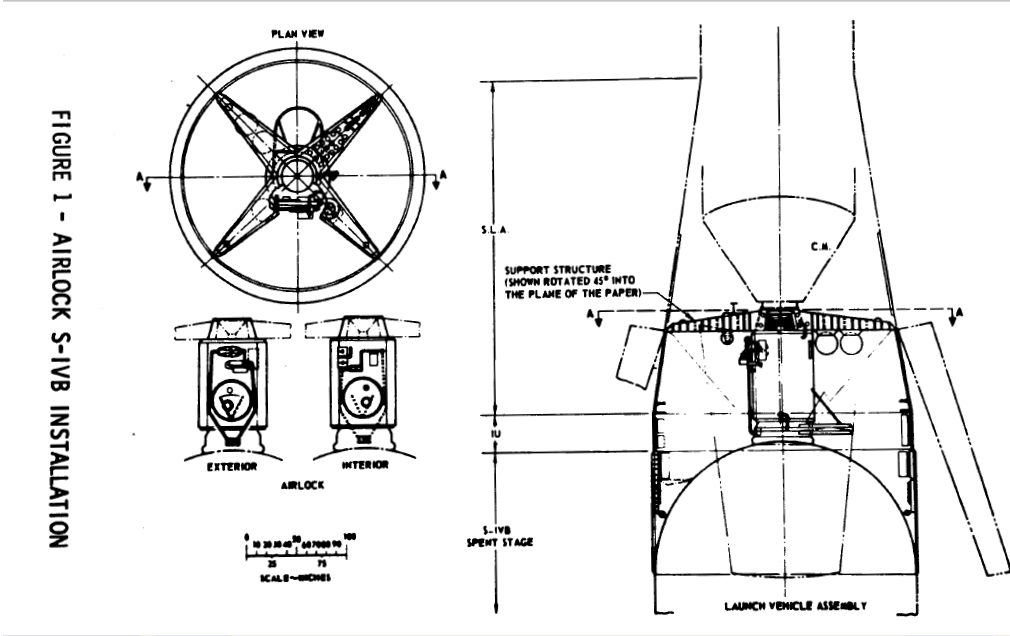 FIGURE 1 - AIRLOCK S-IVB INSTALLATION
PLAN VIEW
A
A
EXTERIOR
INTERIOR
AIRLOCK
0 10 20 30 40 50 60 70 80 90 100
25 75
SCALE~INCHES
S.L.A.
C.M.
SUPPORT STRUCTURE
(SHOWN ROTATED 45° INTO
THE PLANE OF THE PAPER)
A
A
IU
S-IVB
SPENT STAGE
LAUNCH VEHICLE ASSEMBLY